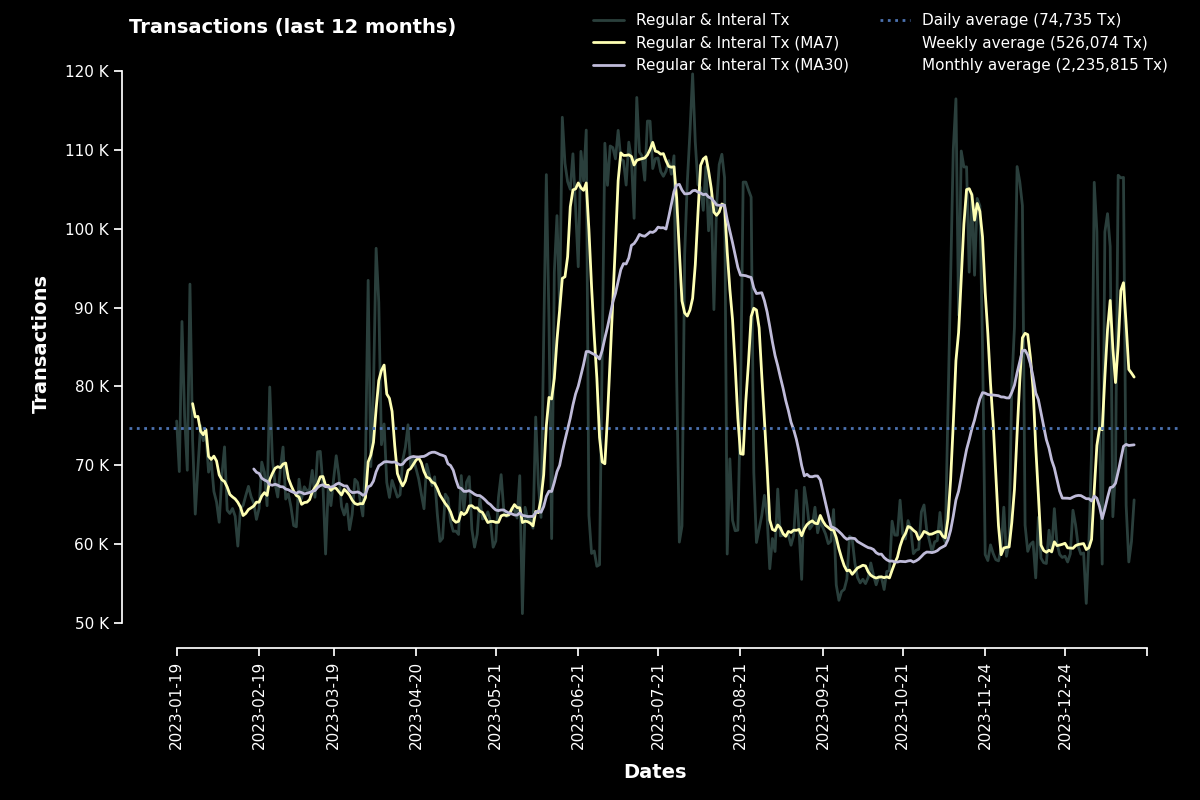 Transactions (last 12 months)
Regular & Interal Tx
Regular & Interal Tx (MA7)
Regular & Interal Tx (MA30)
Daily average (74,735 Tx)
Weekly average (526,074 Tx)
Monthly average (2,235,815 Tx)
Transactions
120 K
110 K
100 K
90 K
80 K
70 K
60 K
50 K
2023-01-19
2023-02-19
2023-03-19
2023-04-20
2023-05-21
2023-06-21
2023-07-21
2023-08-21
2023-09-21
2023-10-21
2023-11-24
2023-12-24
Dates